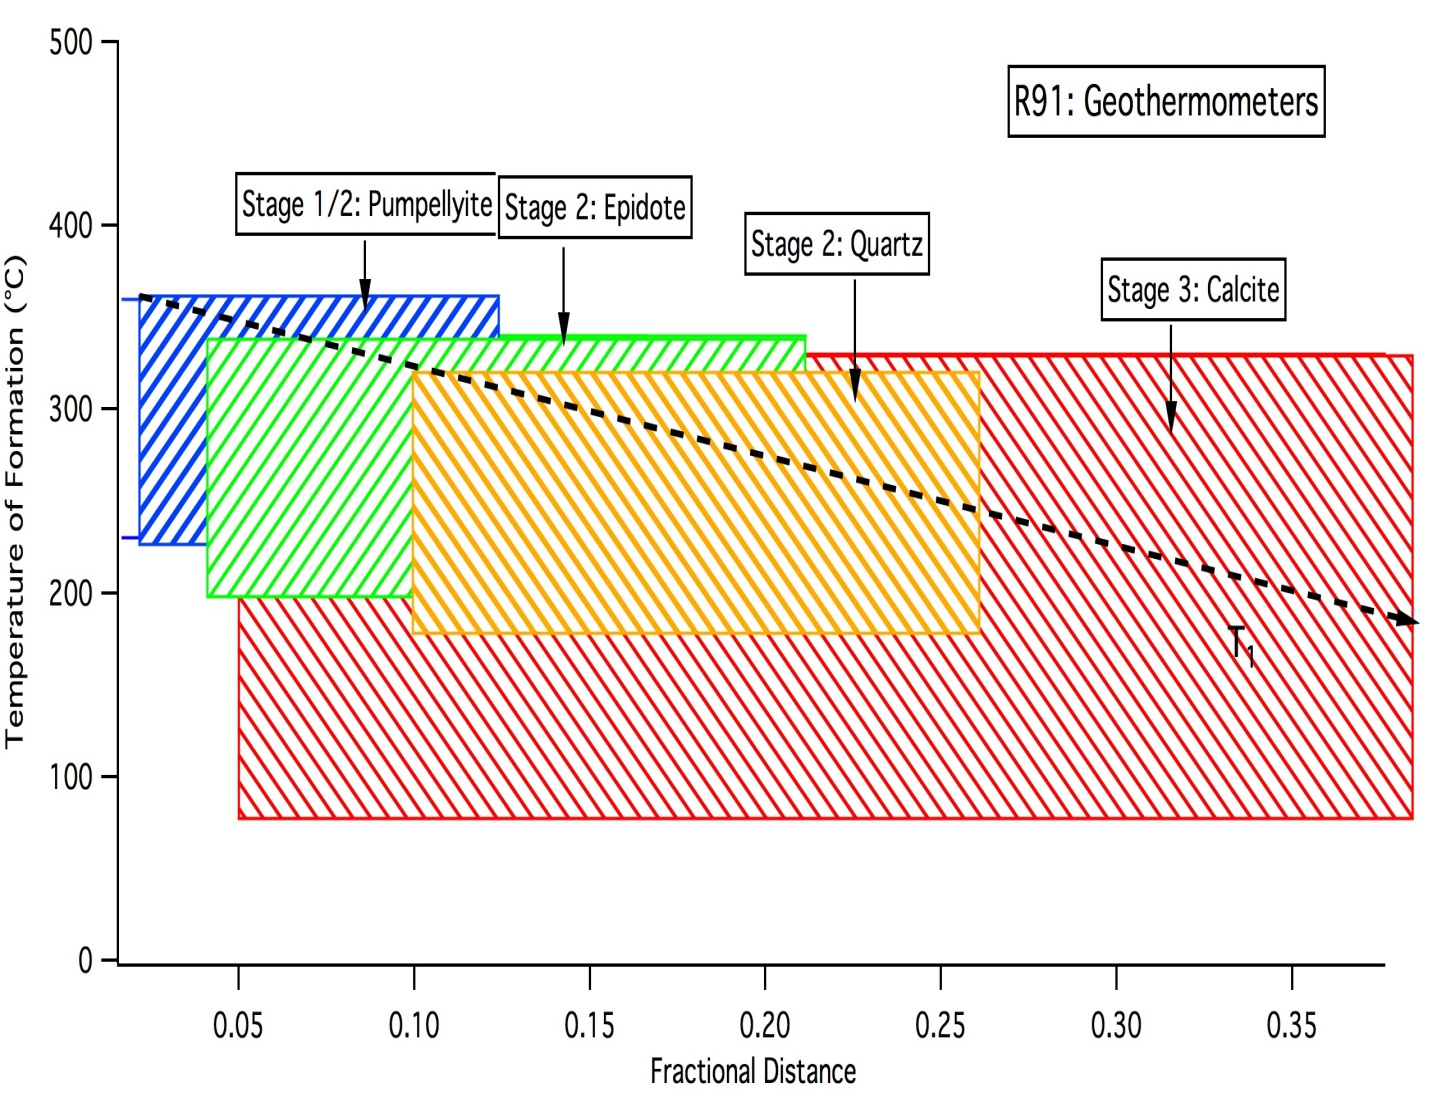 500
R91: Geothermometers
Stage 1/2: Pumpellyite
Stage 2: Epidote
400
Stage 2: Quartz
Stage 3: Calcite
Temperature of Formation (°C)
300
200
T1
100
0
0.05 0.10 0.15 0.20 0.25 0.30 0.35
Fractional Distance